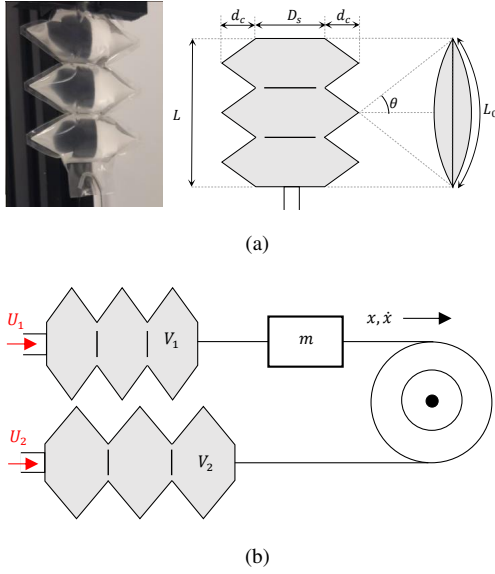 d_c D_s d_c
L θ L_0
(a)
U_1 V_1 m x, ẋ
U_2 V_2
(b)